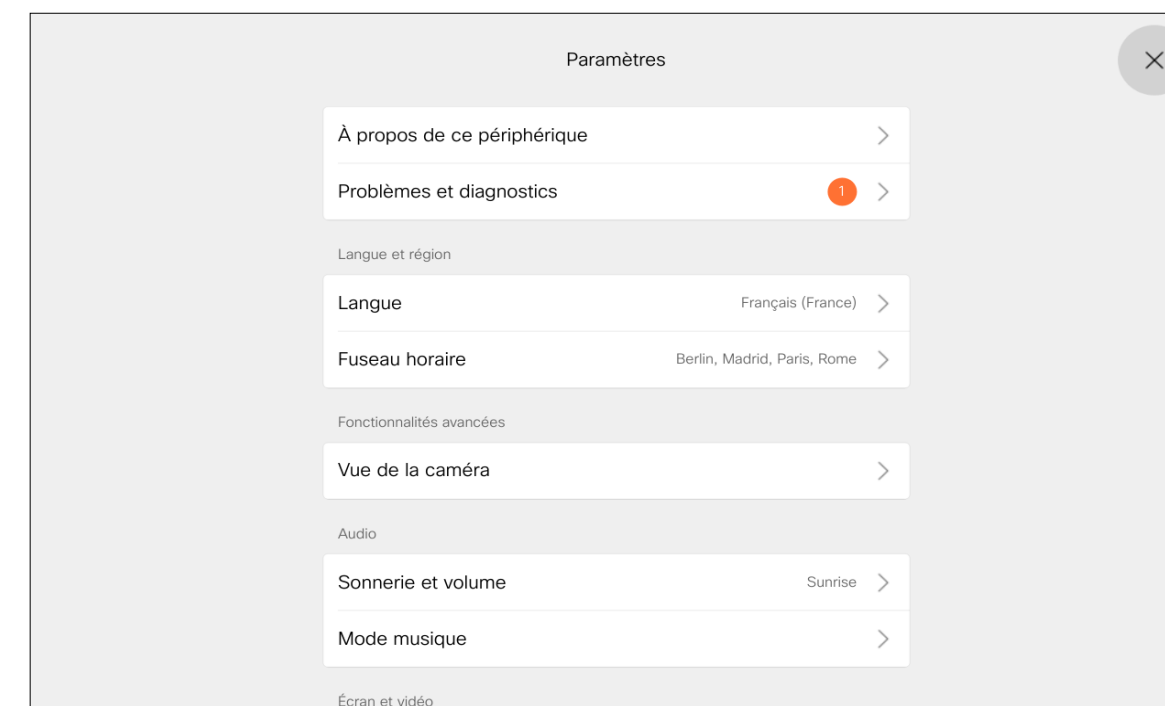 Paramètres
À propos de ce périphérique
Problèmes et diagnostics 1
Langue et région
Langue Français (France)
Fuseau horaire Berlin, Madrid, Paris, Rome
Fonctionnalités avancées
Vue de la caméra
Audio
Sonnerie et volume Sunrise
Mode musique
Écran et vidéo